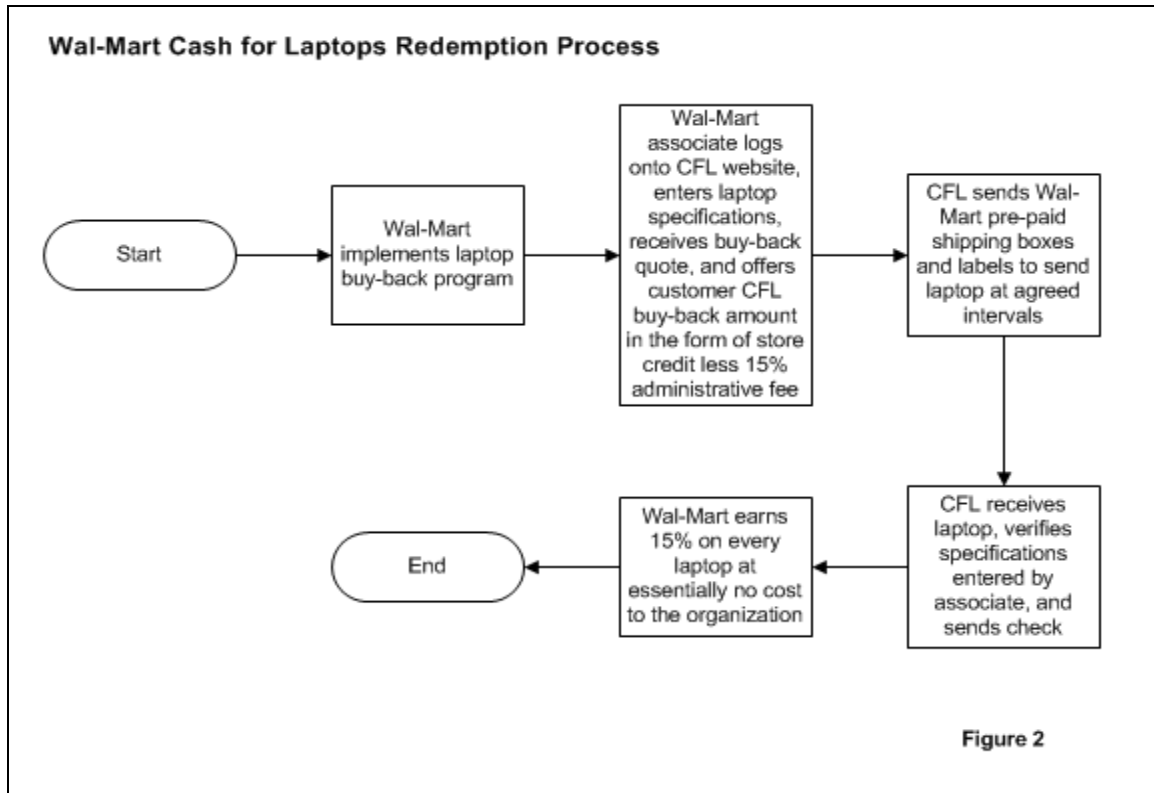 Wal-Mart Cash for Laptops Redemption Process
Start
Wal-Mart
implements laptop
buy-back program
Wal-Mart
associate logs
onto CFL website,
enters laptop
specifications,
receives buy-back
quote, and offers
customer CFL
buy-back amount
in the form of store
credit less 15%
administrative fee
CFL sends Wal-
Mart pre-paid
shipping boxes
and labels to send
laptop at agreed
intervals
CFL receives
laptop, verifies
specifications
entered by
associate, and
sends check
Wal-Mart earns
15% on every
laptop at
essentially no cost
to the organization
End
Figure 2